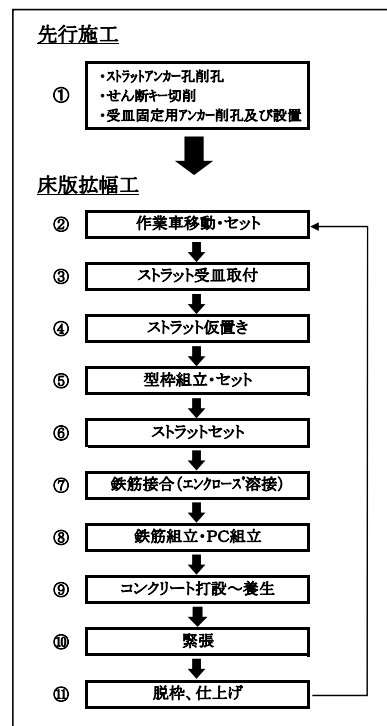 先行施工
①
・ストラットアンカー孔削孔
・せん断キー切削
・受皿固定用アンカー削孔及び設置
床版拡幅工
② 作業車移動・セット
③ ストラット受皿取付
④ ストラット仮置き
⑤ 型枠組立・セット
⑥ ストラットセット
⑦ 鉄筋接合(エンクローズ溶接)
⑧ 鉄筋組立・PC組立
⑨ コンクリート打設～養生
⑩ 緊張
⑪ 脱枠、仕上げ